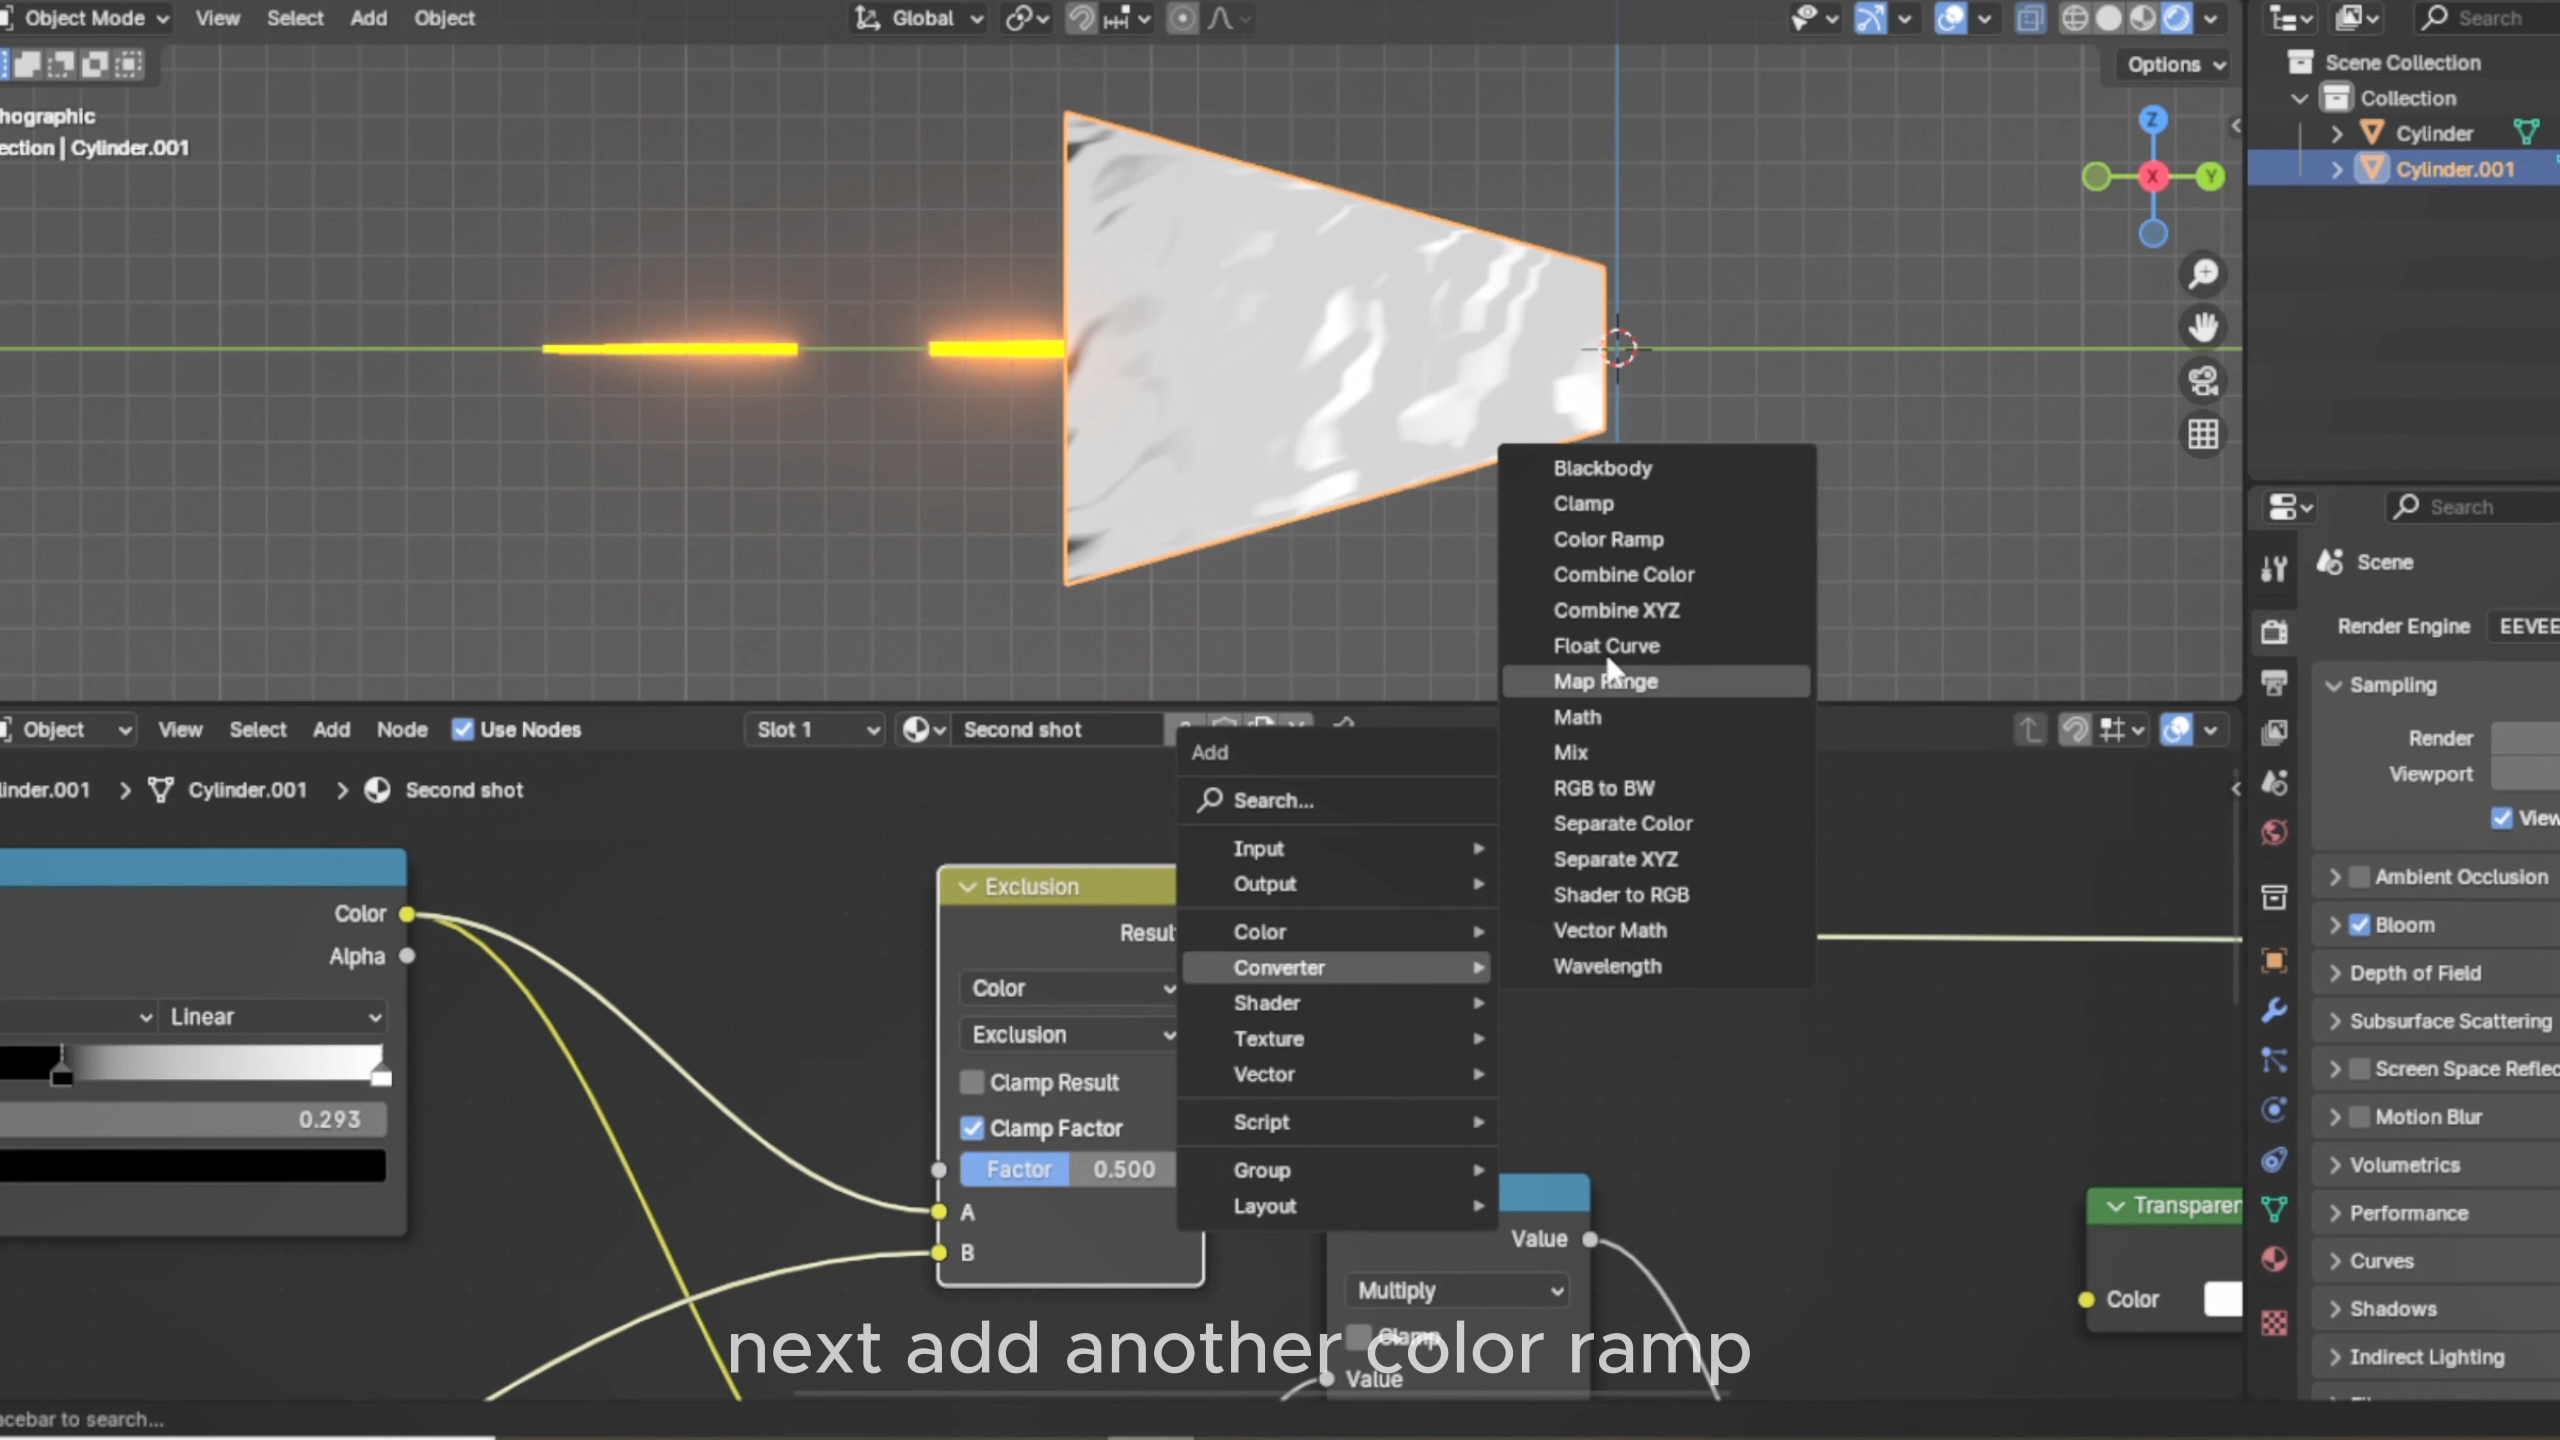 Object Mode View Select Add Object Global Search
Options
hographic
ection | Cylinder.001
Z
X
Y
Scene Collection
Collection
Cylinder
Cylinder.001
Search
Scene
Render Engine EEVEE
Sampling
Render
Viewport
View
Ambient Occlusion
Bloom
Depth of Field
Subsurface Scattering
Screen Space Reflec
Motion Blur
Volumetrics
Performance
Curves
Shadows
Indirect Lighting
Blackbody
Clamp
Color Ramp
Combine Color
Combine XYZ
Float Curve
Map Range
Math
Mix
RGB to BW
Separate Color
Separate XYZ
Shader to RGB
Vector Math
Wavelength
Object View Select Add Node Use Nodes Slot 1 Second shot
linder.001 Cylinder.001 Second shot
Add
Search...
Input
Output
Color
Converter
Shader
Texture
Vector
Script
Group
Layout
Color
Alpha
Linear
0.293
Exclusion
Resul
Color
Exclusion
Clamp Result
Clamp Factor
Factor 0.500
A
B
Value
Multiply
Clamp
Value
Transparen
Color
next add another color ramp
acebar to search...